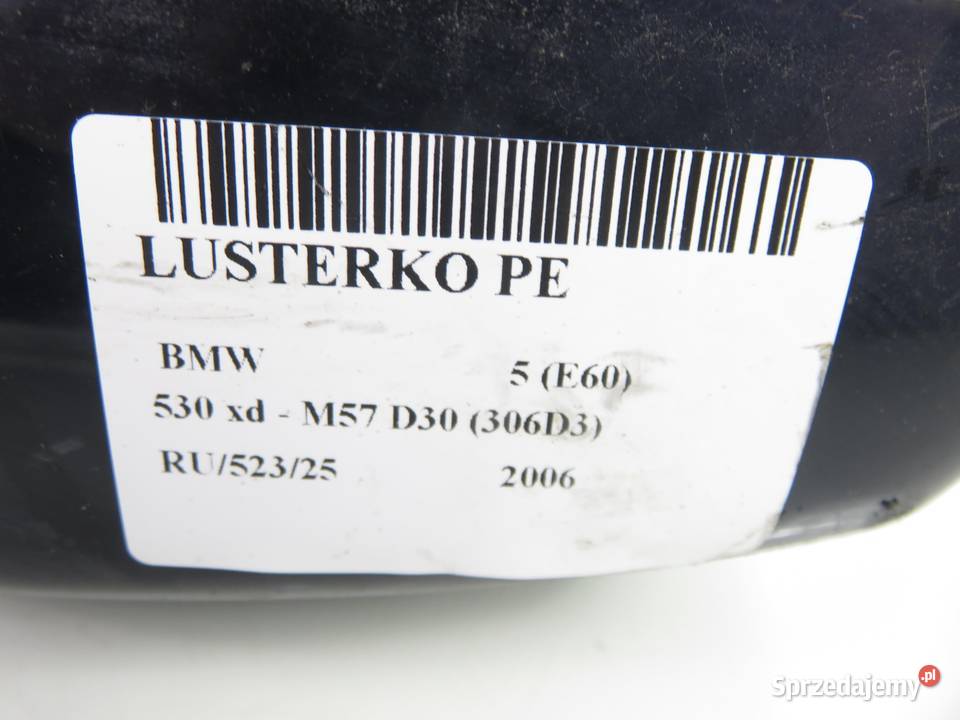 LUSTERKO PE
BMW 5 (E60)
530 xd - M57 D30 (306D3)
RU/523/25 2006
Sprzedajemy.pl